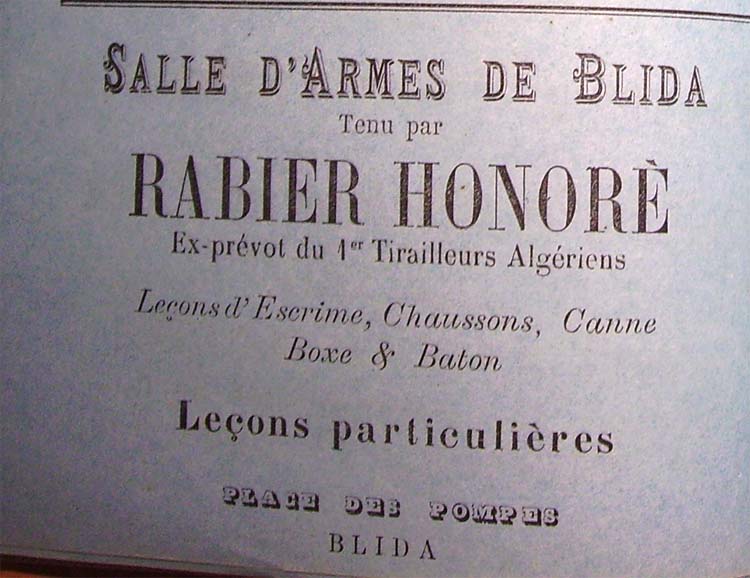 SALLE D'ARMES DE BLIDA
Tenu par
RABIER HONORÈ
Ex-prévot du 1er Tirailleurs Algériens
Leçons d'Escrime, Chaussons, Canne
Boxe & Baton
Leçons particulières
PLACE DES POMPES
BLIDA